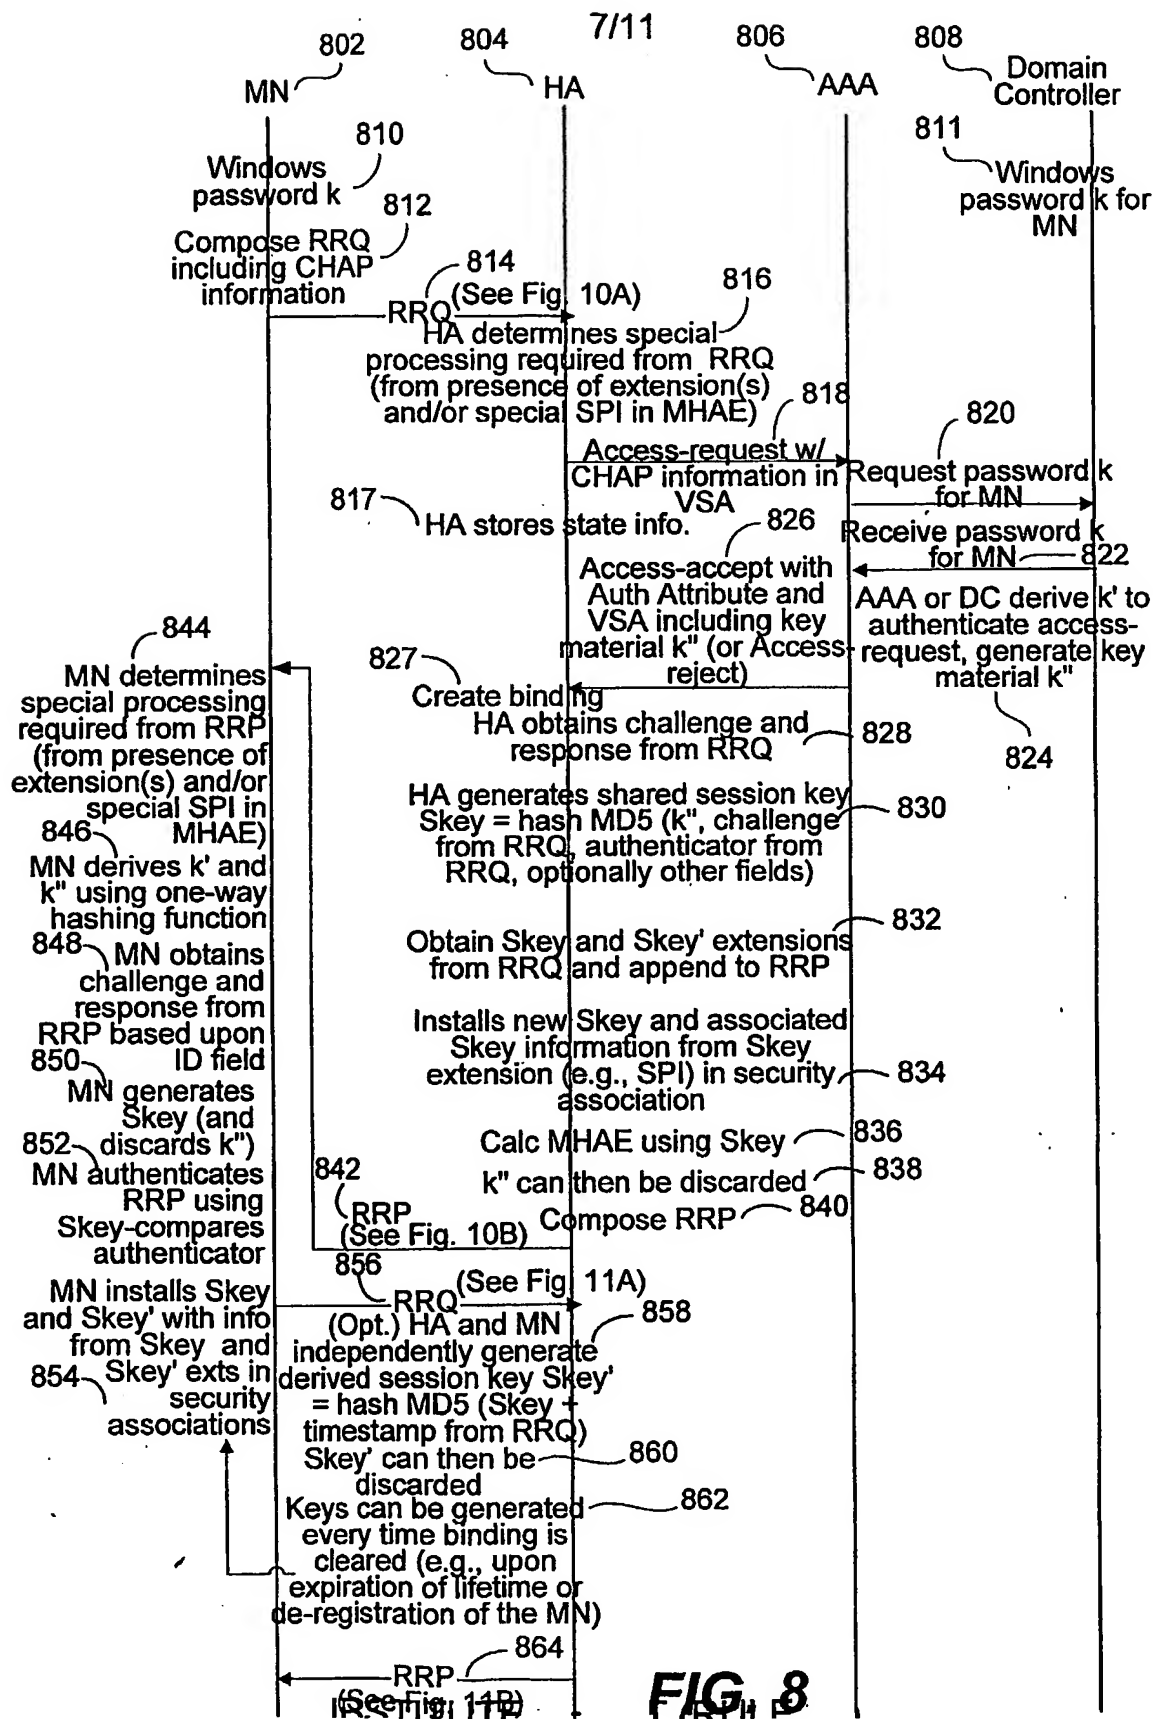 7/11
802
804
806
808
MN
HA
AAA
Domain
Controller
810
811
Windows
password k
Windows
password k for
MN
812
Compose RRQ
including CHAP
information
814
RRQ
(See Fig. 10A)
816
HA determines special
processing required from RRQ
(from presence of extension(s)
and/or special SPI in MHAE)
818
Access-request w/
CHAP information in
VSA
820
Request password k
for MN
817
HA stores state info.
Receive password k
for MN
822
826
Access-accept with
Auth Attribute and
VSA including key
material k" (or Access-
reject)
AAA or DC derive k' to
authenticate access-
request, generate key
material k"
824
827
Create binding
HA obtains challenge and
response from RRQ
828
HA generates shared session key
Skey = hash MD5 (k", challenge
from RRQ, authenticator from
RRQ, optionally other fields)
830
832
Obtain Skey and Skey' extensions
from RRQ and append to RRP
Installs new Skey and associated
Skey information from Skey
extension (e.g., SPI) in security
association
834
Calc MHAE using Skey
836
k" can then be discarded
838
Compose RRP
840
842
RRP
(See Fig. 10B)
844
MN determines
special processing
required from RRP
(from presence of
extension(s) and/or
special SPI in
MHAE)
846
MN derives k' and
k" using one-way
hashing function
848
MN obtains
challenge and
response from
RRP based upon
ID field
850
MN generates
Skey (and
discards k")
852
MN authenticates
RRP using
Skey-compares
authenticator
MN installs Skey
and Skey' with info
from Skey and
Skey' exts in
security
associations
854
856
RRQ
(See Fig. 11A)
(Opt.) HA and MN
independently generate
derived session key Skey'
= hash MD5 (Skey +
timestamp from RRQ)
858
Skey' can then be
discarded
860
Keys can be generated
every time binding is
cleared (e.g., upon
expiration of lifetime or
de-registration of the MN)
862
864
RRP
(See Fig. 11B)
FIG. 8